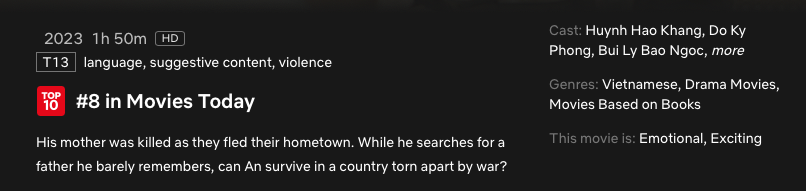 2023 1h 50m HD
T13 language, suggestive content, violence
TOP
10
#8 in Movies Today
His mother was killed as they fled their hometown. While he searches for a
father he barely remembers, can An survive in a country torn apart by war?
Cast: Huynh Hao Khang, Do Ky
Phong, Bui Ly Bao Ngoc, more
Genres: Vietnamese, Drama Movies,
Movies Based on Books
This movie is: Emotional, Exciting